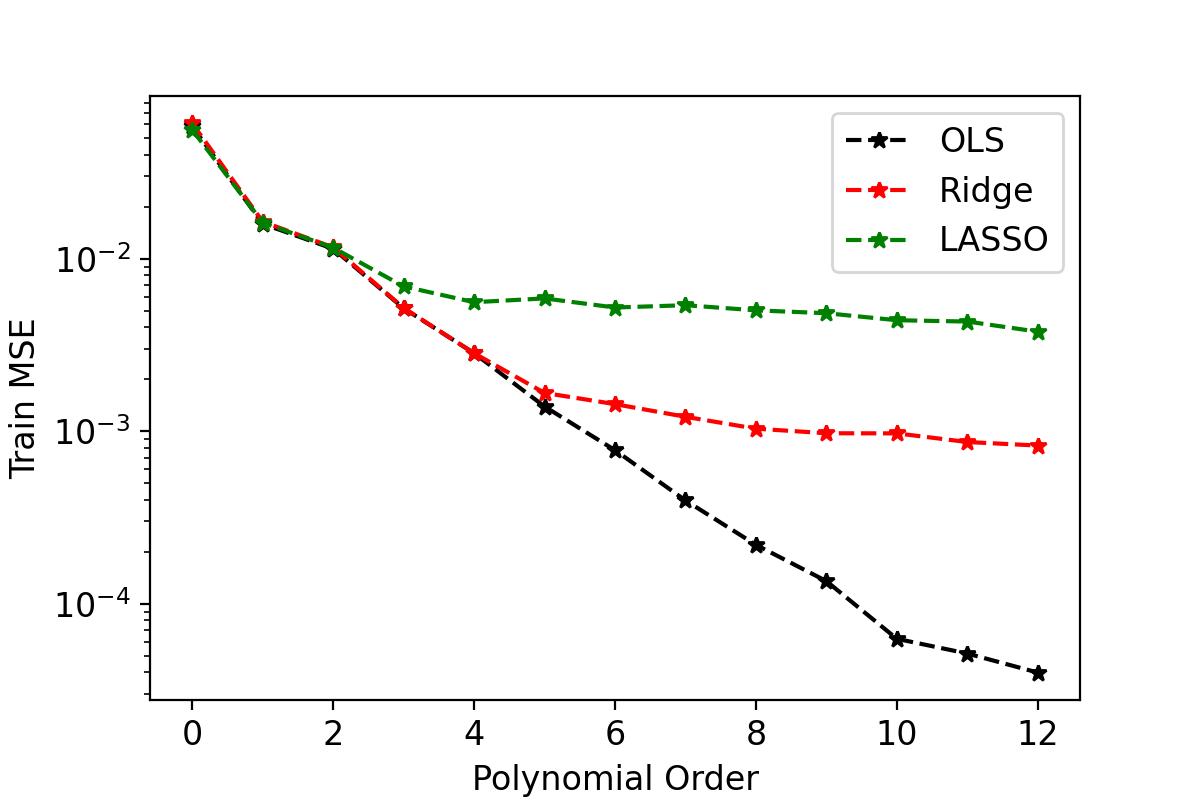 OLS
Ridge
LASSO
10⁻²
10⁻³
10⁻⁴
Train MSE
0 2 4 6 8 10 12
Polynomial Order